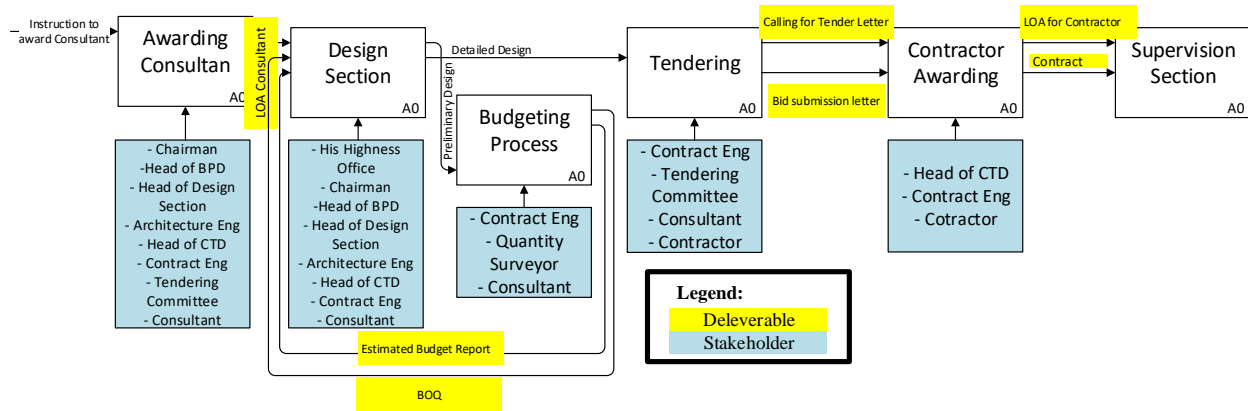 Instruction to
award Consultant
Awarding
Consultan
A0
LOA Consultant
Design
Section
A0
Detailed Design
Preliminary Design
Budgeting
Process
A0
Tendering
A0
Calling for Tender Letter
Bid submission letter
Contractor
Awarding
A0
LOA for Contractor
Contract
Supervision
Section
A0
- Chairman
-Head of BPD
- Head of Design
Section
- Architecture Eng
- Head of CTD
- Contract Eng
- Tendering
Committee
- Consultant
- His Highness
Office
- Chairman
-Head of BPD
- Head of Design
Section
- Architecture Eng
- Head of CTD
- Contract Eng
- Consultant
- Contract Eng
- Quantity
Surveyor
- Consultant
- Contract Eng
- Tendering
Committee
- Consultant
- Contractor
- Head of CTD
- Contract Eng
- Cotractor
Legend:
Deleverable
Stakeholder
Estimated Budget Report
BOQ